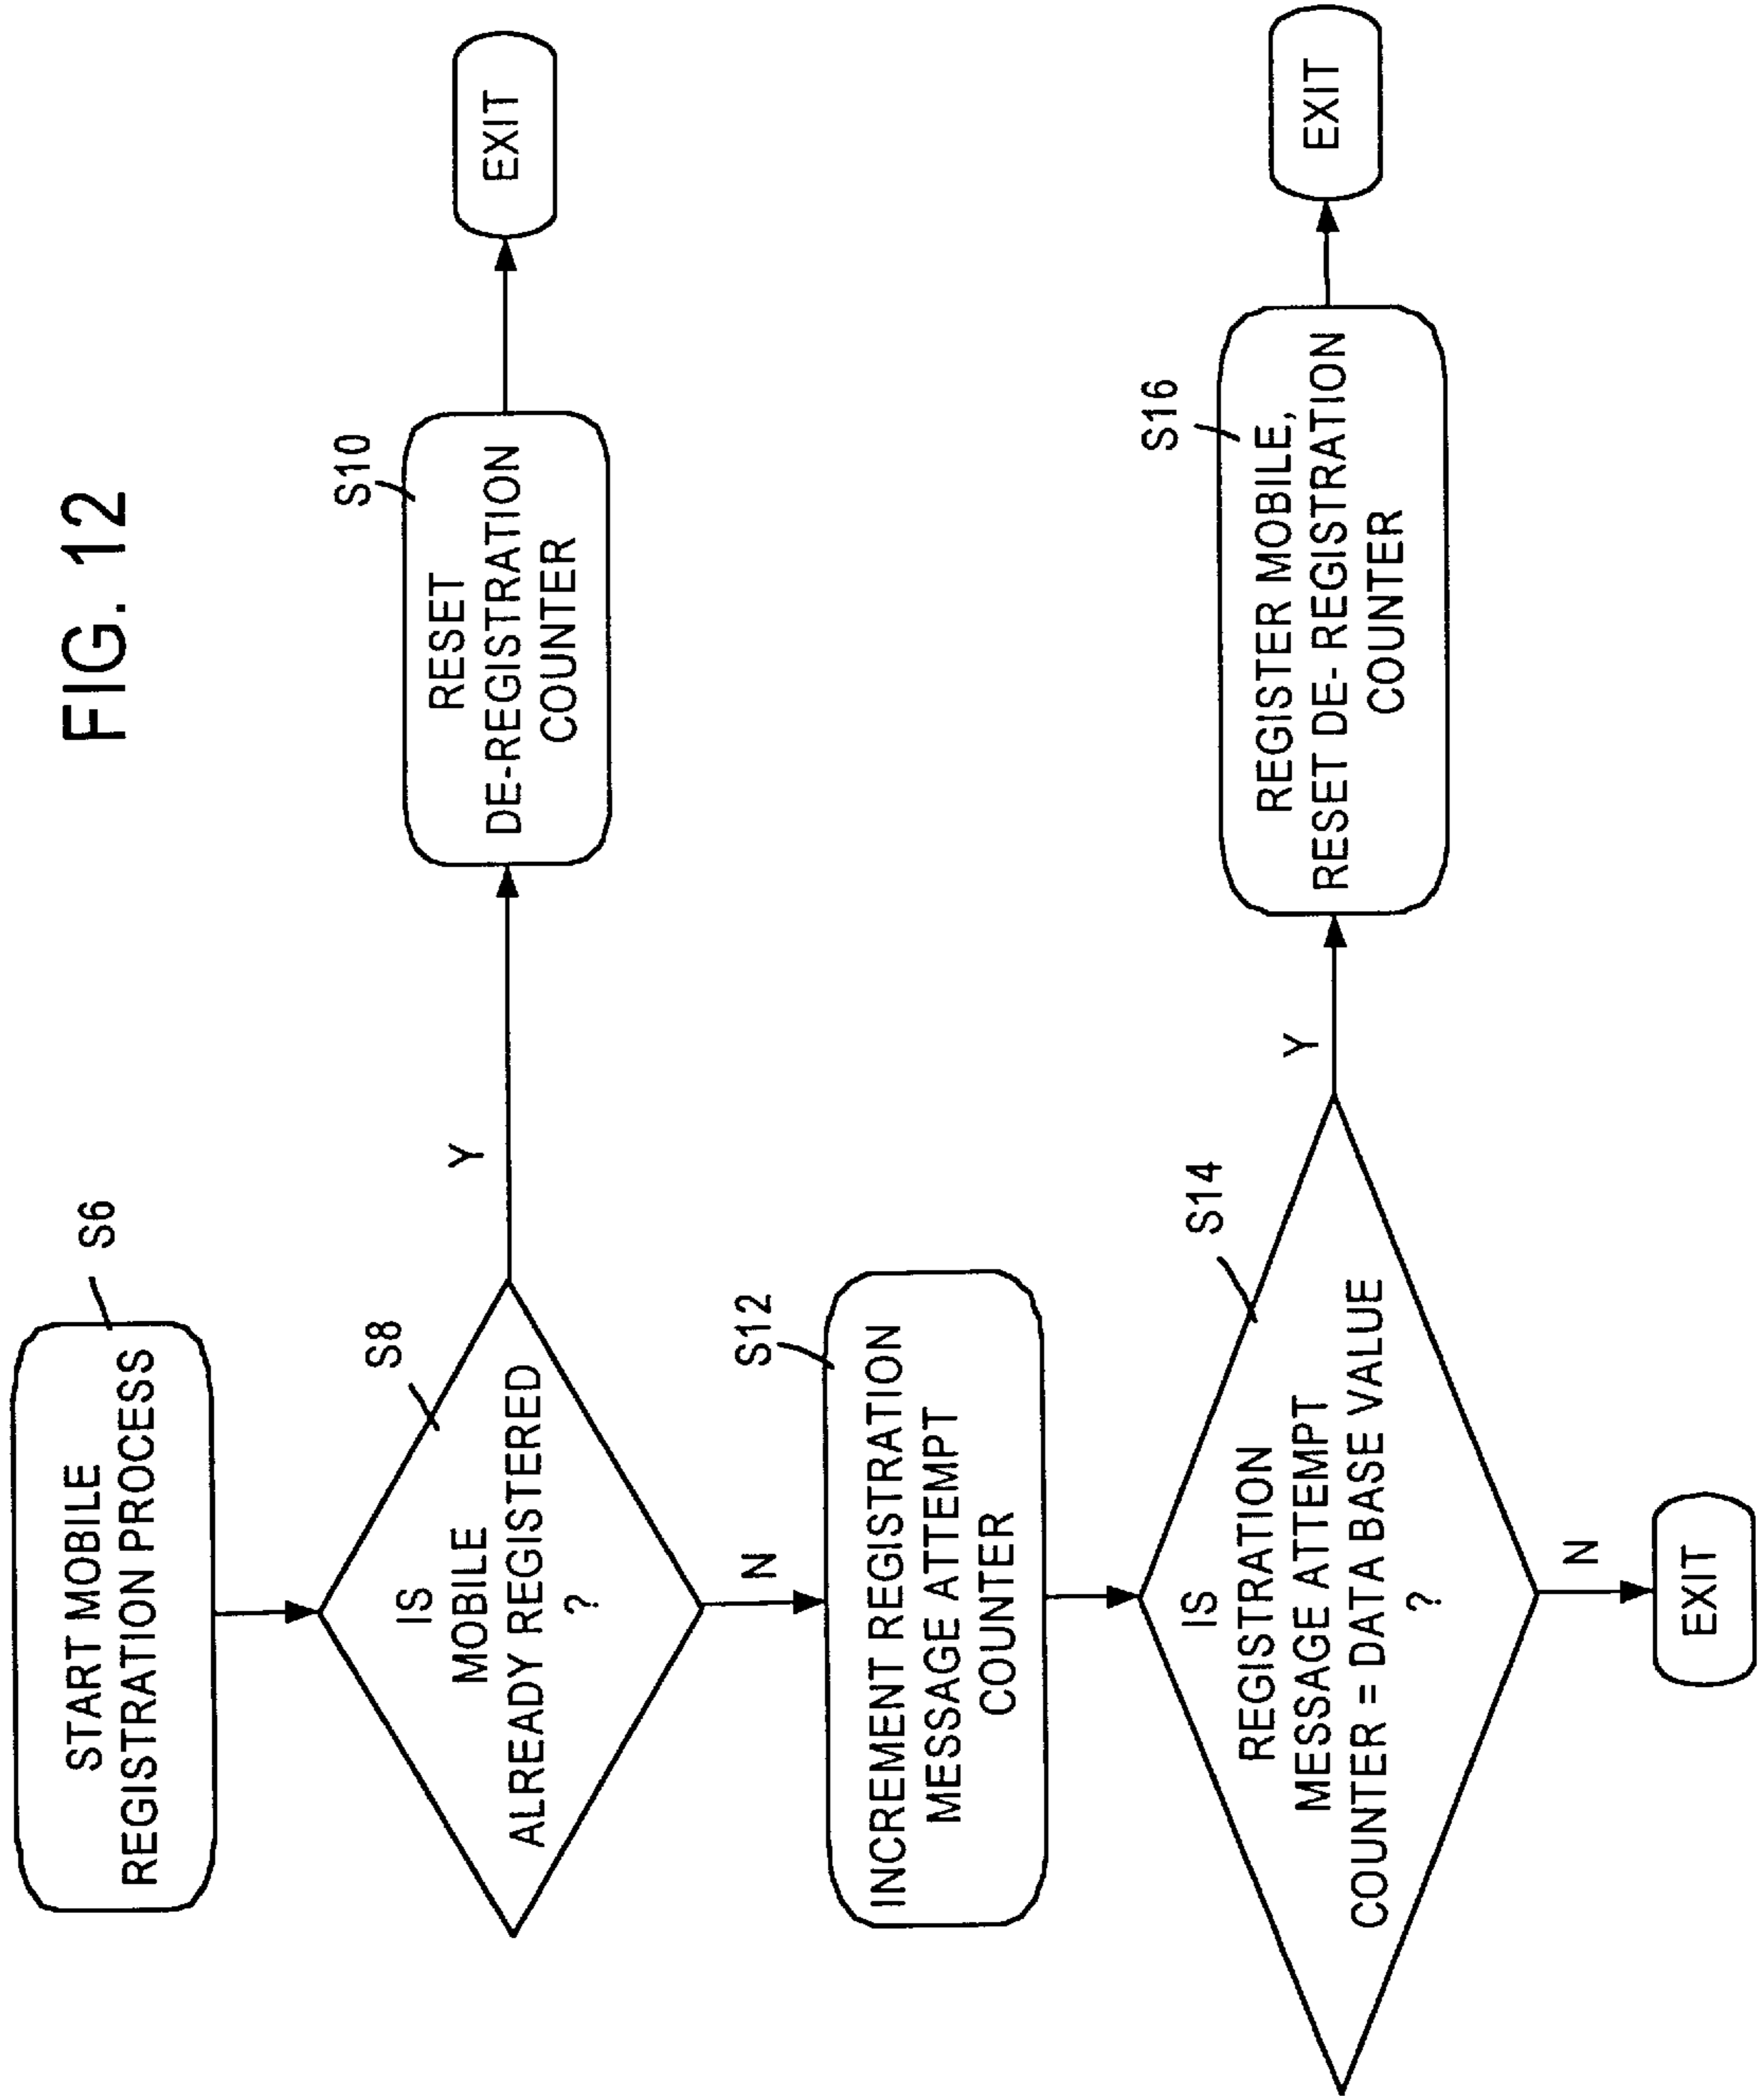 FIG. 12
S6
START MOBILE
REGISTRATION PROCESS
S8
IS
MOBILE
ALREADY REGISTERED
?
Y
S10
RESET
DE-REGISTRATION
COUNTER
EXIT
N
S12
INCREMENT REGISTRATION
MESSAGE ATTEMPT
COUNTER
S14
IS
REGISTRATION
MESSAGE ATTEMPT
COUNTER = DATA BASE VALUE
?
Y
S16
REGISTER MOBILE,
RESET DE- REGISTRATION
COUNTER
EXIT
N
EXIT